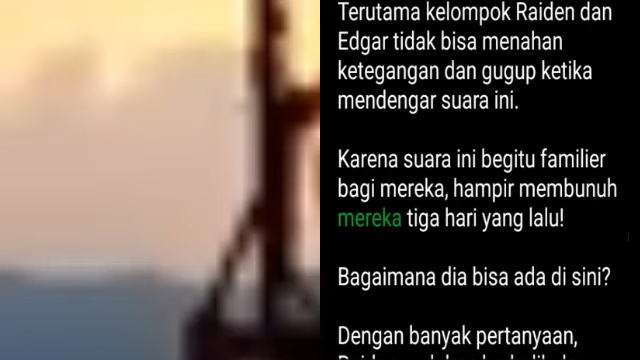 Terutama kelompok Raiden dan
Edgar tidak bisa menahan
ketegangan dan gugup ketika
mendengar suara ini.
Karena suara ini begitu familier
bagi mereka, hampir membunuh
mereka tiga hari yang lalu!
Bagaimana dia bisa ada di sini?
Dengan banyak pertanyaan,